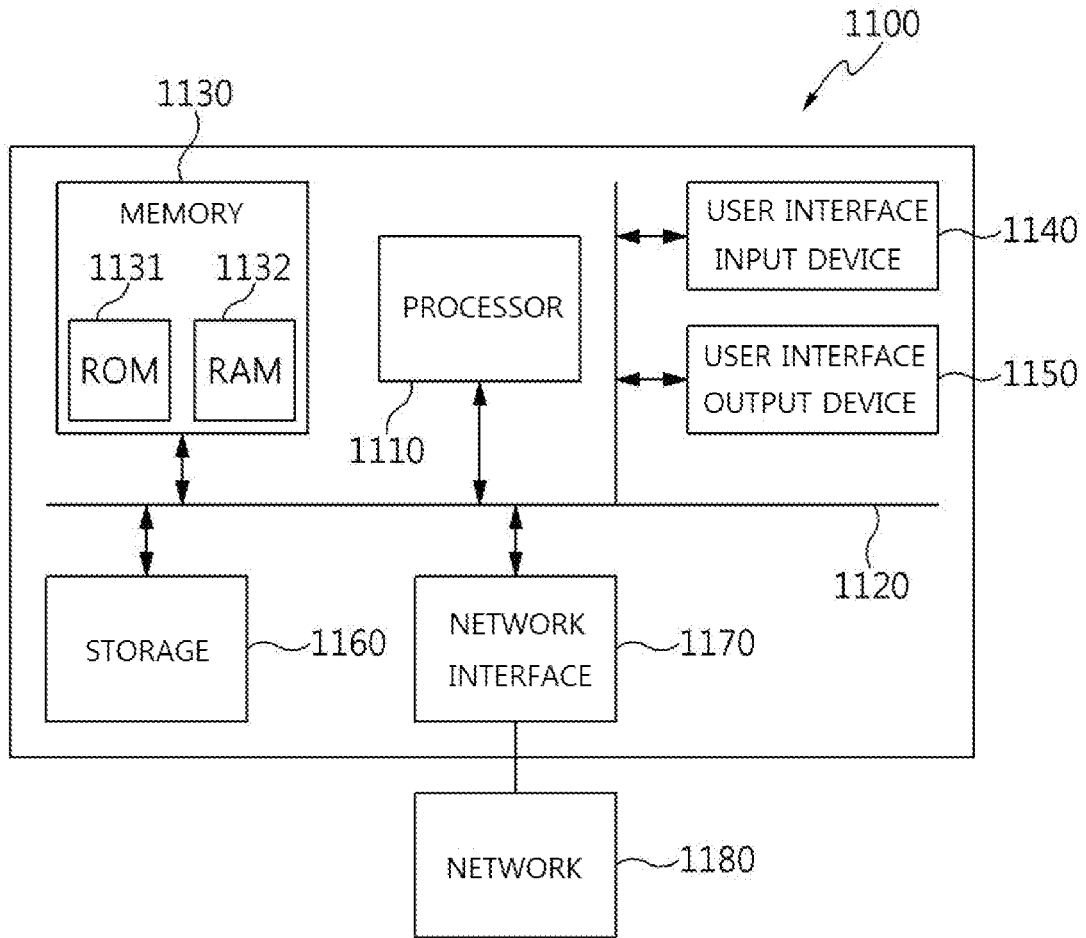 1100
1130
MEMORY
1131
1132
ROM
RAM
PROCESSOR
1110
USER INTERFACE
INPUT DEVICE
1140
USER INTERFACE
OUTPUT DEVICE
1150
1120
STORAGE
1160
NETWORK
INTERFACE
1170
NETWORK
1180